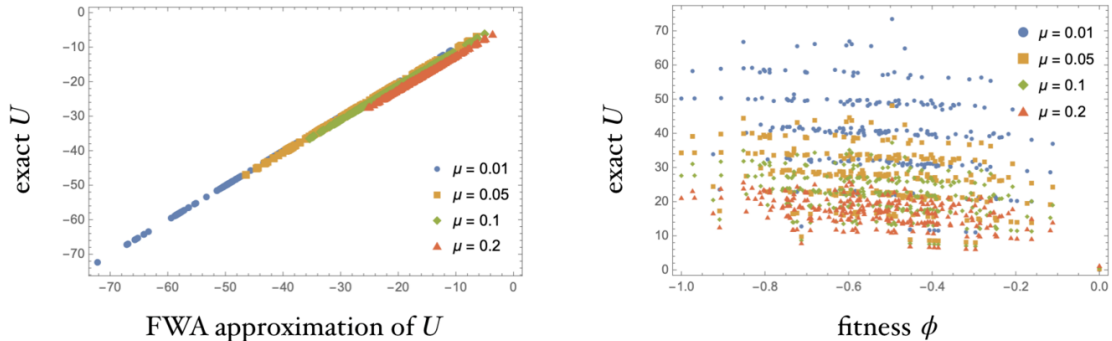 0
-10
-20
-30
-40
-50
-60
-70
exact U
μ = 0.01
μ = 0.05
μ = 0.1
μ = 0.2
-70 -60 -50 -40 -30 -20 -10 0
FWA approximation of U
70
60
50
40
30
20
10
0
exact U
μ = 0.01
μ = 0.05
μ = 0.1
μ = 0.2
-1.0 -0.8 -0.6 -0.4 -0.2 0.0
fitness ϕ